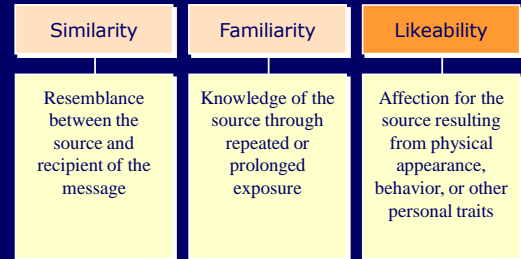 Similarity
Familiarity
Likeability
Resemblance
between the
source and
recipient of the
message
Knowledge of the
source through
repeated or
prolonged
exposure
Affection for the
source resulting
from physical
appearance,
behavior, or other
personal traits